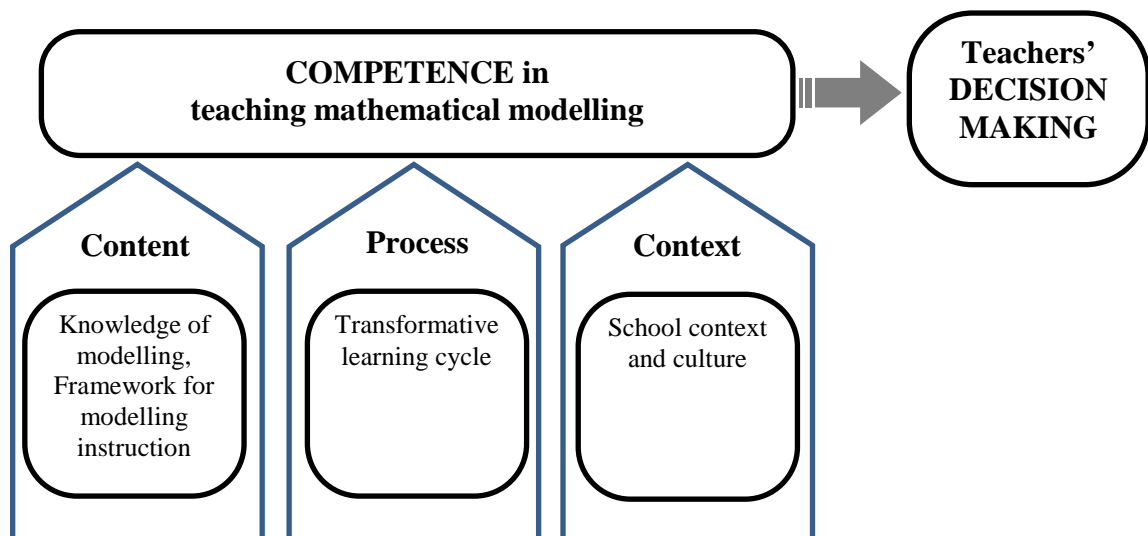 COMPETENCE in
teaching mathematical modelling
Teachers’
DECISION
MAKING
Content
Knowledge of
modelling,
Framework for
modelling
instruction
Process
Transformative
learning cycle
Context
School context
and culture